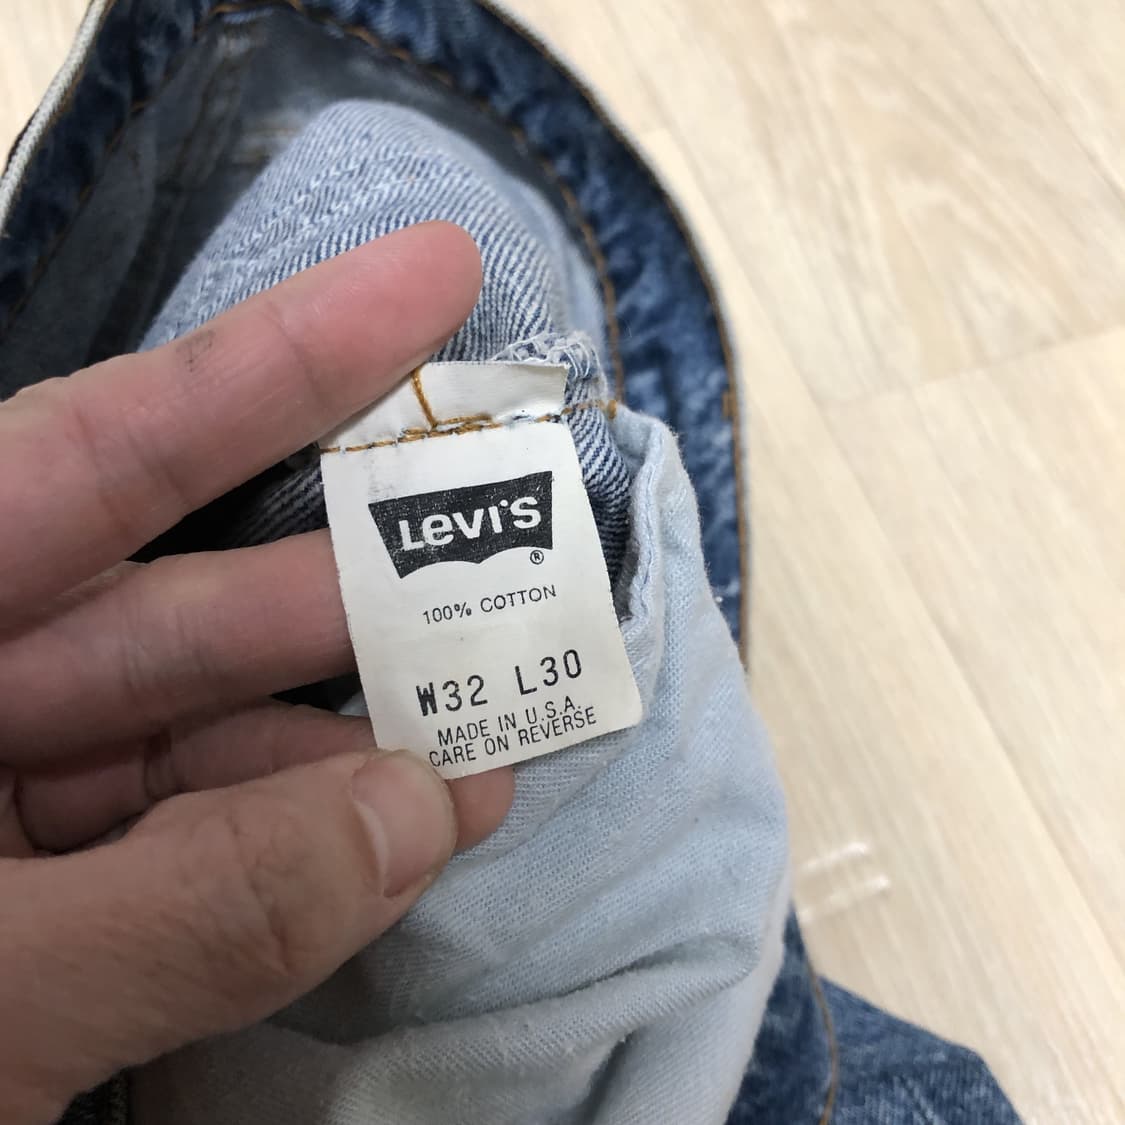 Levi's
®
100% COTTON
W32 L30
MADE IN U.S.A.
CARE ON REVERSE